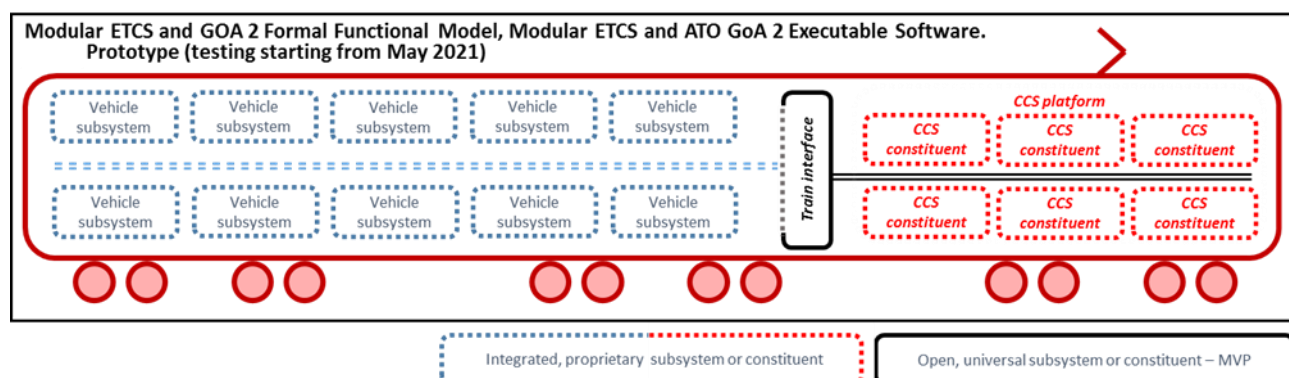 Modular ETCS and GOA 2 Formal Functional Model, Modular ETCS and ATO GoA 2 Executable Software.
Prototype (testing starting from May 2021)
Vehicle
subsystem
Vehicle
subsystem
Vehicle
subsystem
Vehicle
subsystem
Vehicle
subsystem
Vehicle
subsystem
Vehicle
subsystem
Vehicle
subsystem
Vehicle
subsystem
Vehicle
subsystem
Train interface
CCS platform
CCS
constituent
CCS
constituent
CCS
constituent
CCS
constituent
CCS
constituent
CCS
constituent
Integrated, proprietary subsystem or constituent
Open, universal subsystem or constituent – MVP